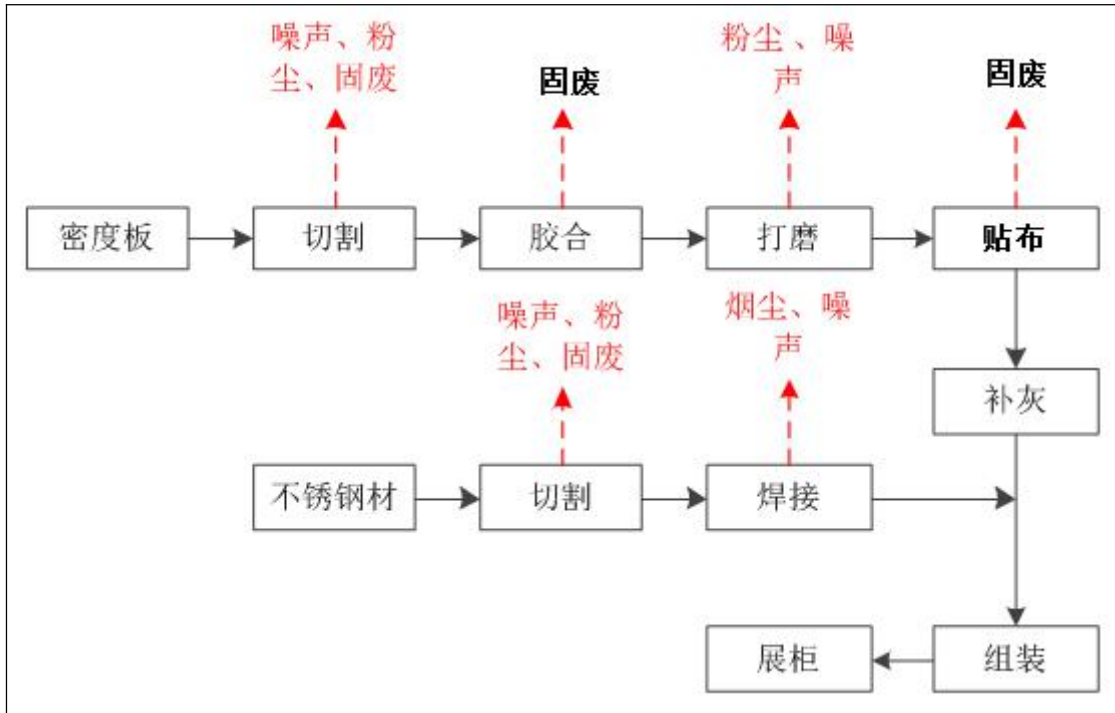 噪声、粉
尘、固废
固废
粉尘、噪
声
固废
密度板
切割
胶合
打磨
贴布
噪声、粉
尘、固废
烟尘、噪
声
补灰
不锈钢材
切割
焊接
展柜
组装